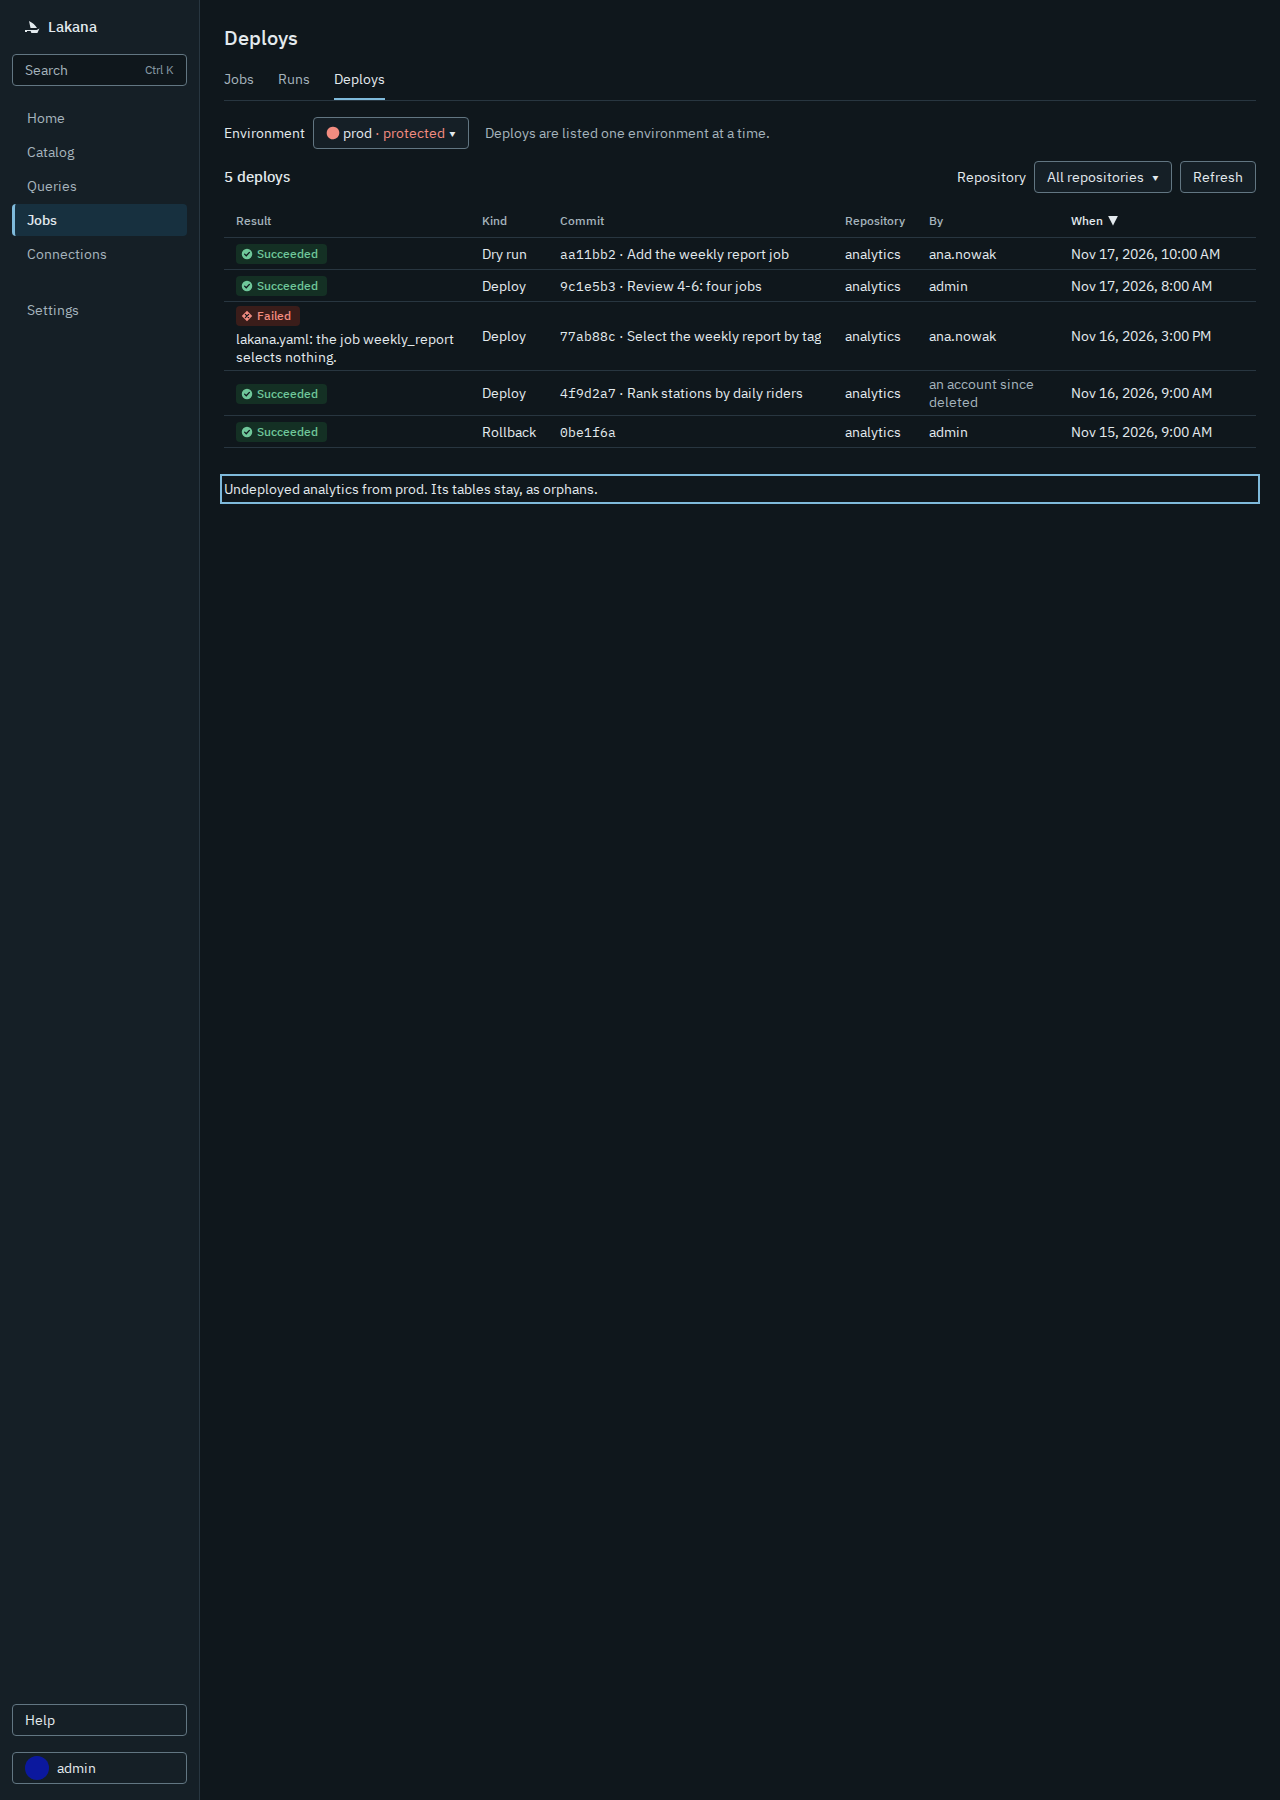 Lakana
Search Ctrl K
Home
Catalog
Queries
Jobs
Connections
Settings
Help
admin
Deploys
Jobs Runs Deploys
Environment prod · protected ▾ Deploys are listed one environment at a time.
5 deploys Repository All repositories ▾ Refresh
Result Kind Commit Repository By When ▼
Succeeded Dry run aa11bb2 · Add the weekly report job analytics ana.nowak Nov 17, 2026, 10:00 AM
Succeeded Deploy 9c1e5b3 · Review 4-6: four jobs analytics admin Nov 17, 2026, 8:00 AM
Failed
lakana.yaml: the job weekly_report
selects nothing.
Deploy 77ab88c · Select the weekly report by tag analytics ana.nowak Nov 16, 2026, 3:00 PM
Succeeded Deploy 4f9d2a7 · Rank stations by daily riders analytics an account since
deleted
Nov 16, 2026, 9:00 AM
Succeeded Rollback 0be1f6a analytics admin Nov 15, 2026, 9:00 AM
Undeployed analytics from prod. Its tables stay, as orphans.